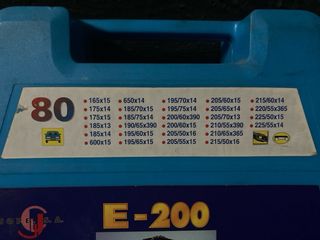 80
165x15 650x14 195/70x14 205/60x15 215/60x14
175x14 185/70x15 195/75x14 205/65x14 220/55x365
175x15 185/75x14 200/60x390 205/65x15 225/50x15
185x13 190/65x390 200/60x15 205/70x13 225/55x14
185x14 195/60x15 205/50x16 210/55x390
600x15 195/65x15 205/55x15 210/65x365
215/50x16
E-200